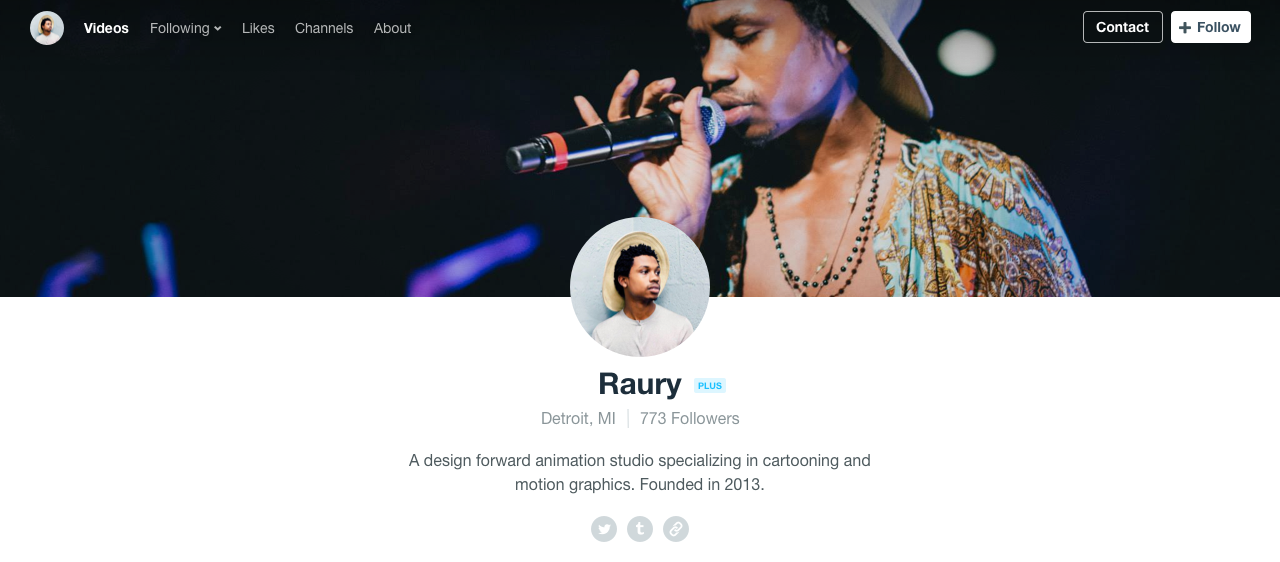 Videos Following Likes Channels About Contact Follow
Raury PLUS
Detroit, MI 773 Followers
A design forward animation studio specializing in cartooning and
motion graphics. Founded in 2013.